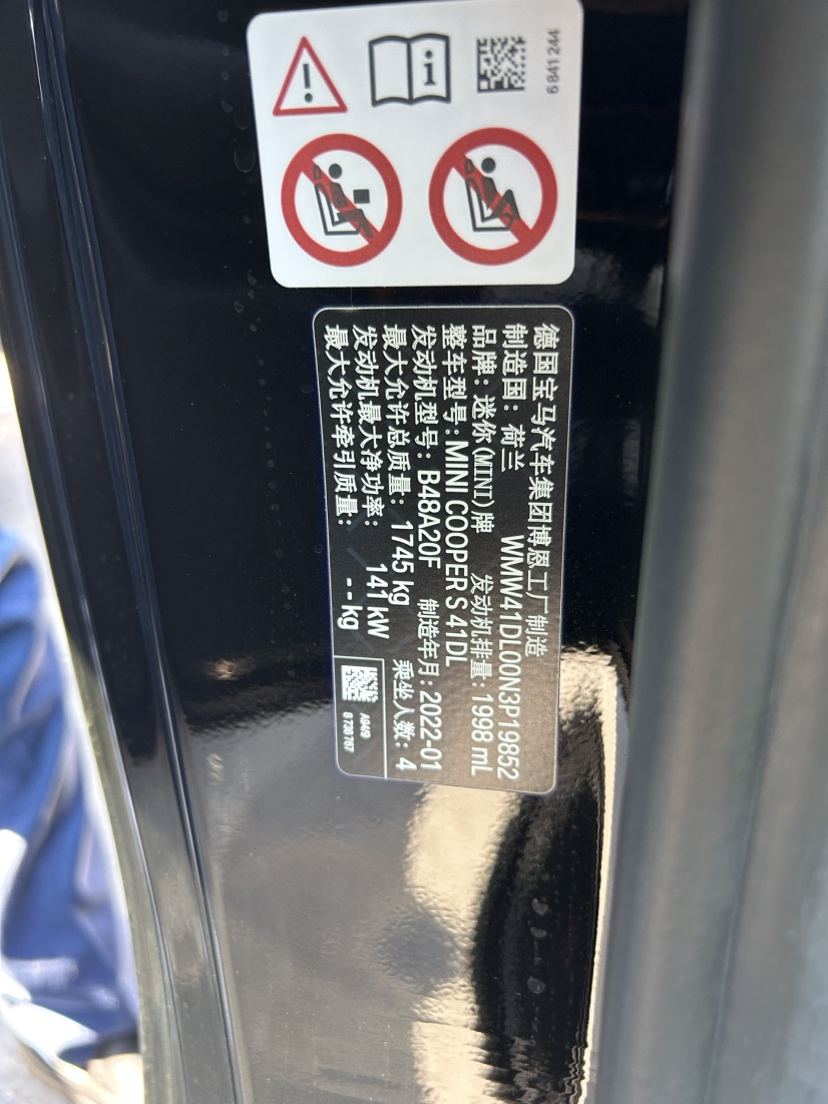 6 841 244
德国宝马汽车集团博恩工厂制造
制造国：荷兰 WMW41DL00N3P19852
品牌：迷你(MINI)牌 发动机排量：1998 mL
整车型号：MINI COOPER S 41DL
发动机型号：B48A20F 制造年月：2022-01
最大允许总质量：1745 kg 乘坐人数：4
发动机最大净功率：141 kW
最大允许牵引质量：-- kg
8 738 767